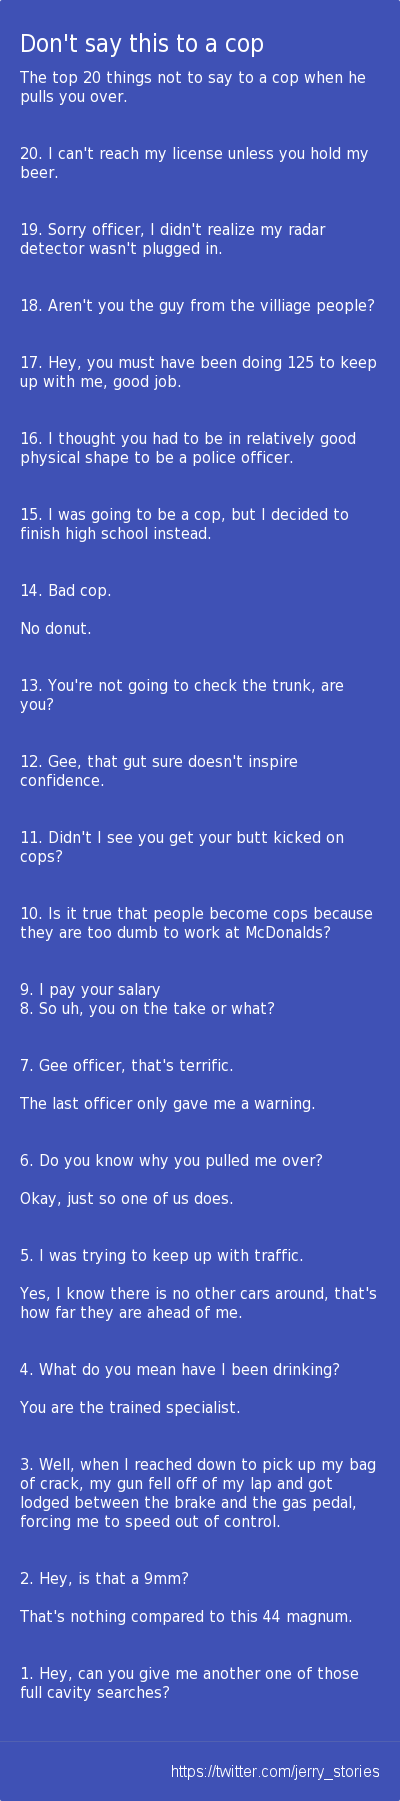 Don't say this to a cop
The top 20 things not to say to a cop when he
pulls you over.
20. I can't reach my license unless you hold my
beer.
19. Sorry officer, I didn't realize my radar
detector wasn't plugged in.
18. Aren't you the guy from the villiage people?
17. Hey, you must have been doing 125 to keep
up with me, good job.
16. I thought you had to be in relatively good
physical shape to be a police officer.
15. I was going to be a cop, but I decided to
finish high school instead.
14. Bad cop.
No donut.
13. You're not going to check the trunk, are
you?
12. Gee, that gut sure doesn't inspire
confidence.
11. Didn't I see you get your butt kicked on
cops?
10. Is it true that people become cops because
they are too dumb to work at McDonalds?
9. I pay your salary
8. So uh, you on the take or what?
7. Gee officer, that's terrific.
The last officer only gave me a warning.
6. Do you know why you pulled me over?
Okay, just so one of us does.
5. I was trying to keep up with traffic.
Yes, I know there is no other cars around, that's
how far they are ahead of me.
4. What do you mean have I been drinking?
You are the trained specialist.
3. Well, when I reached down to pick up my bag
of crack, my gun fell off of my lap and got
lodged between the brake and the gas pedal,
forcing me to speed out of control.
2. Hey, is that a 9mm?
That's nothing compared to this 44 magnum.
1. Hey, can you give me another one of those
full cavity searches?
https://twitter.com/jerry_stories